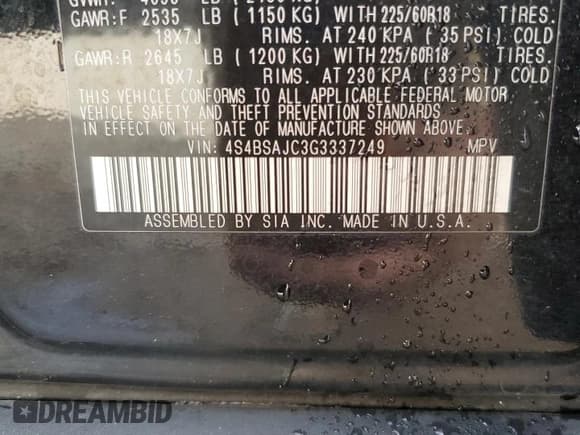 GAWR:F 2535 LB ( 1150 KG) WITH 225/60R18 TIRES.
18X7J RIMS. AT 240 KPA ( 35 PSI) COLD
GAWR:R 2645 LB ( 1200 KG) WITH 225/60R18 TIRES.
18X7J RIMS. AT 230 KPA ( 33 PSI) COLD
THIS VEHICLE CONFORMS TO ALL APPLICABLE FEDERAL MOTOR
VEHICLE SAFETY AND THEFT PREVENTION STANDARDS
IN EFFECT ON THE DATE OF MANUFACTURE SHOWN ABOVE.
VIN: 4S4BSAJC3G3337249 MPV
ASSEMBLED BY SIA INC. MADE IN U.S.A.
DREAMBID